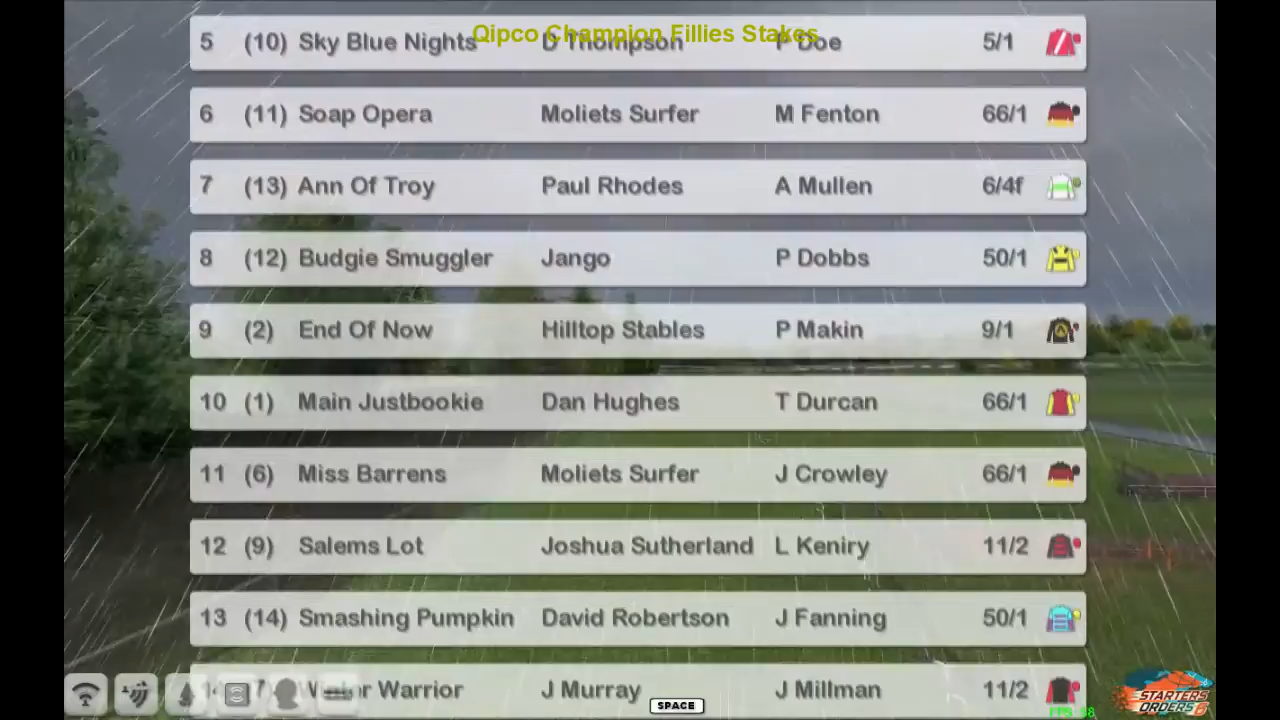 Qipco Champion Fillies Stakes
5 (10) Sky Blue Nights D Thompson P Doe 5/1
6 (11) Soap Opera Moliets Surfer M Fenton 66/1
7 (13) Ann Of Troy Paul Rhodes A Mullen 6/4f
8 (12) Budgie Smuggler Jango P Dobbs 50/1
9 (2) End Of Now Hilltop Stables P Makin 9/1
10 (1) Main Justbookie Dan Hughes T Durcan 66/1
11 (6) Miss Barrens Moliets Surfer J Crowley 66/1
12 (9) Salems Lot Joshua Sutherland L Keniry 11/2
13 (14) Smashing Pumpkin David Robertson J Fanning 50/1
Warrior J Murray J Millman 11/2
SPACE
STARTERS
ORDERS 6